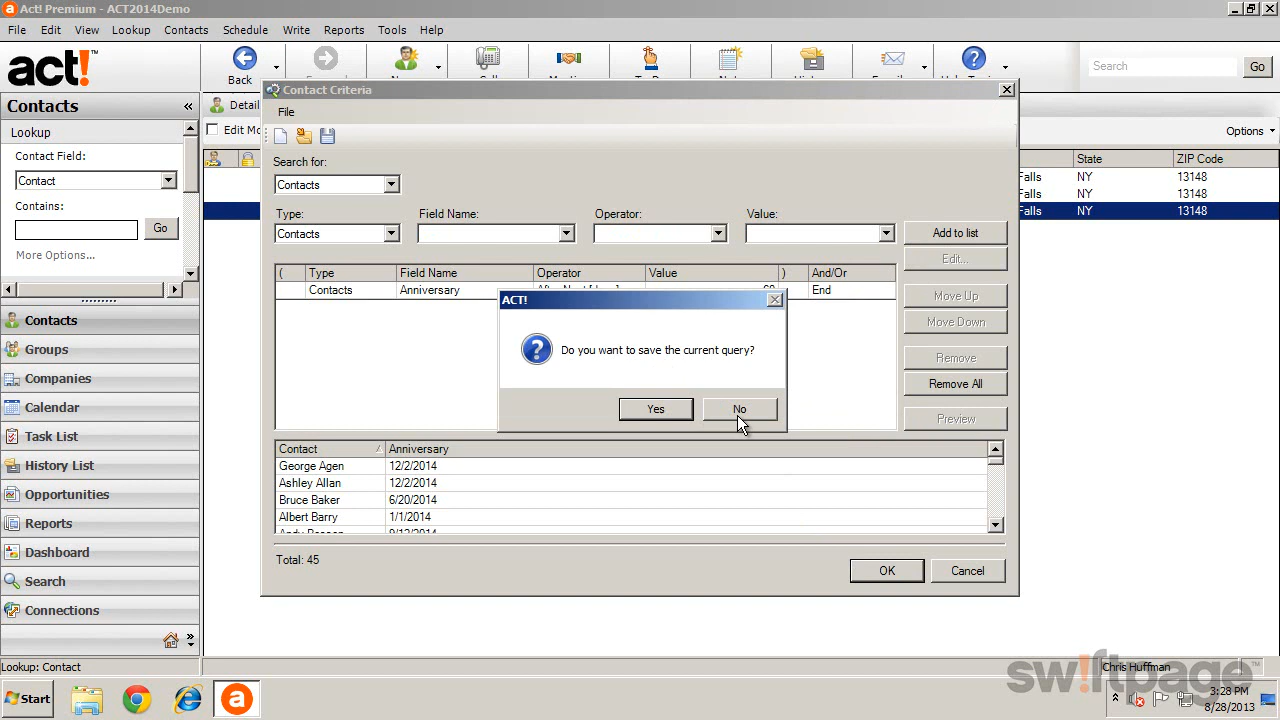 Act! Premium - ACT2014Demo
File Edit View Lookup Contacts Schedule Write Reports Tools Help
act!
Back
Search
Go
Contacts
Lookup
Contact Field:
Contact
Contains:
Go
More Options...
Contacts
Groups
Companies
Calendar
Task List
History List
Opportunities
Reports
Dashboard
Search
Connections
Lookup: Contact
Detail
Edit Mo
Options
State ZIP Code
Falls NY 13148
Falls NY 13148
Falls NY 13148
Contact Criteria
File
Search for:
Contacts
Type: Field Name: Operator: Value:
Contacts
Add to list
Edit...
Move Up
Move Down
Remove
Remove All
Preview
( Type Field Name Operator Value ) And/Or
Contacts Anniversary End
ACT!
Do you want to save the current query?
Yes No
Contact Anniversary
George Agen 12/2/2014
Ashley Allan 12/2/2014
Bruce Baker 6/20/2014
Albert Barry 1/1/2014
Total: 45
OK Cancel
swiftpage
Chris Huffman
Start
3:28 PM
8/28/2013